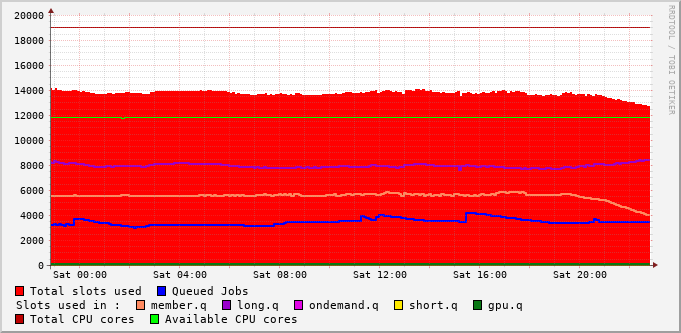 RRDTOOL / TOBI OETIKER
20000
18000
16000
14000
12000
10000
8000
6000
4000
2000
0
Sat 00:00 Sat 04:00 Sat 08:00 Sat 12:00 Sat 16:00 Sat 20:00
Total slots used Queued Jobs
Slots used in : member.q long.q ondemand.q short.q gpu.q
Total CPU cores Available CPU cores